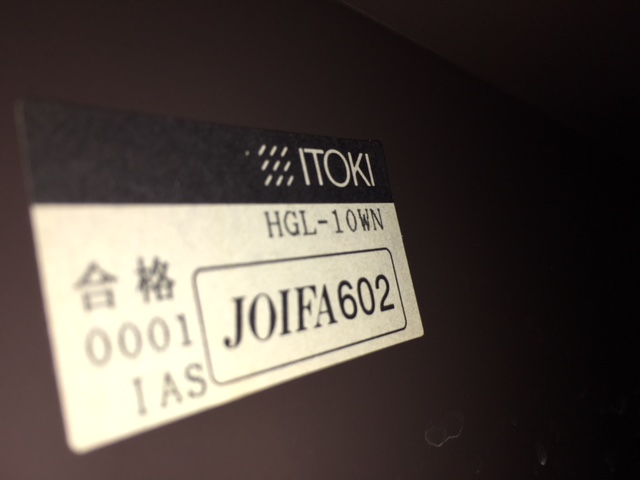 ITOKI
HGL-10WN
合格
JOIFA602
0001
IAS